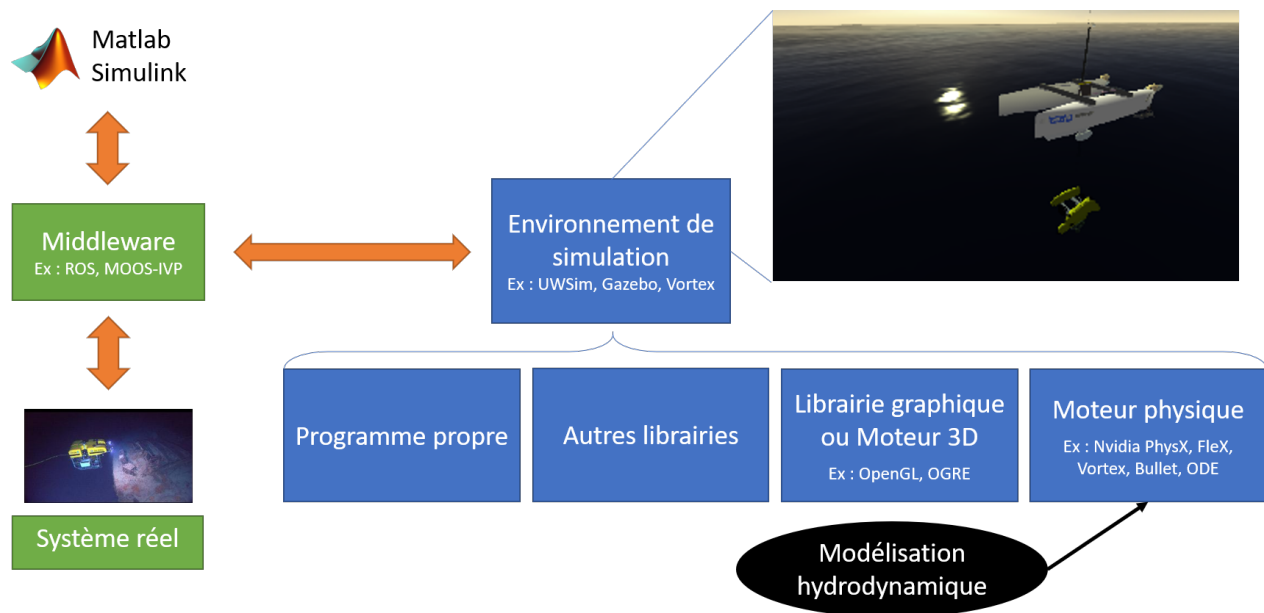 Matlab
Simulink
Middleware
Ex : ROS, MOOS-IVP
Système réel
Environnement de
simulation
Ex : UWSim, Gazebo, Vortex
Programme propre
Autres librairies
Librairie graphique
ou Moteur 3D
Ex : OpenGL, OGRE
Moteur physique
Ex : Nvidia PhysX, FleX,
Vortex, Bullet, ODE
Modélisation
hydrodynamique